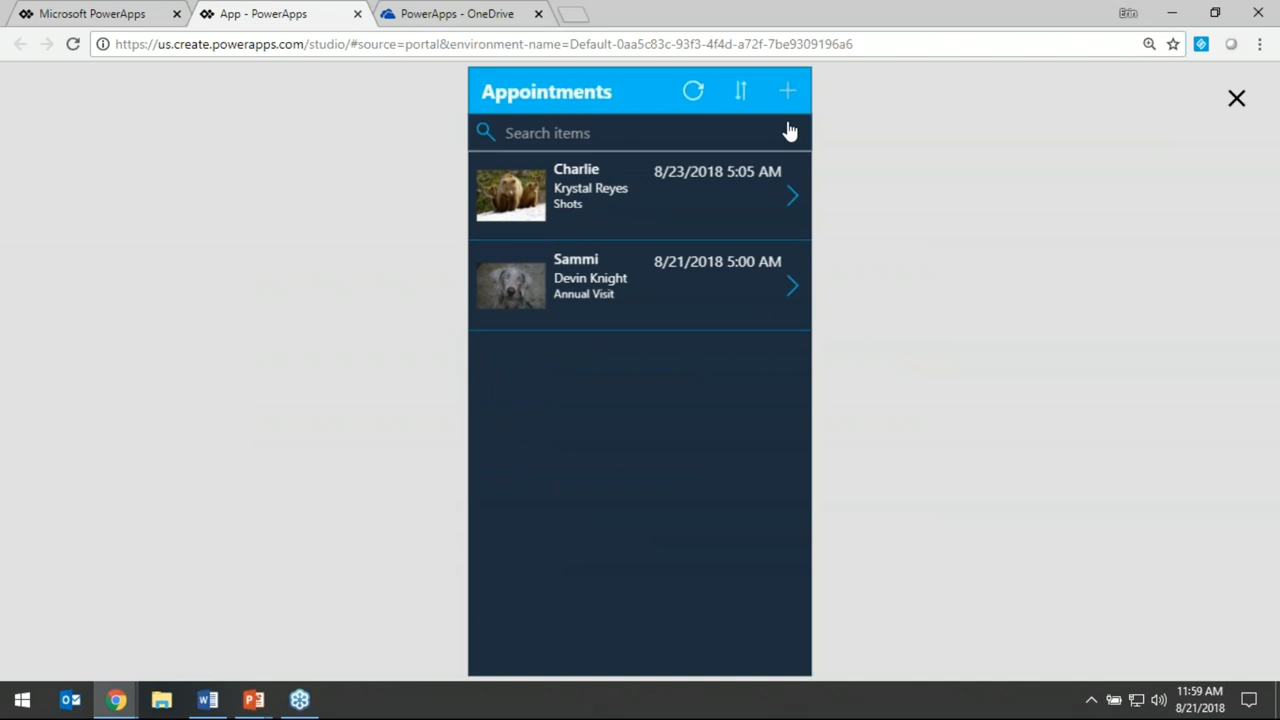 Microsoft PowerApps
App - PowerApps
PowerApps - OneDrive
Erin
https://us.create.powerapps.com/studio/#source=portal&environment-name=Default-0aa5c83c-93f3-4f4d-a72f-7be9309196a6
Appointments
Search items
Charlie
8/23/2018 5:05 AM
Krystal Reyes
Shots
Sammi
8/21/2018 5:00 AM
Devin Knight
Annual Visit
11:59 AM
8/21/2018